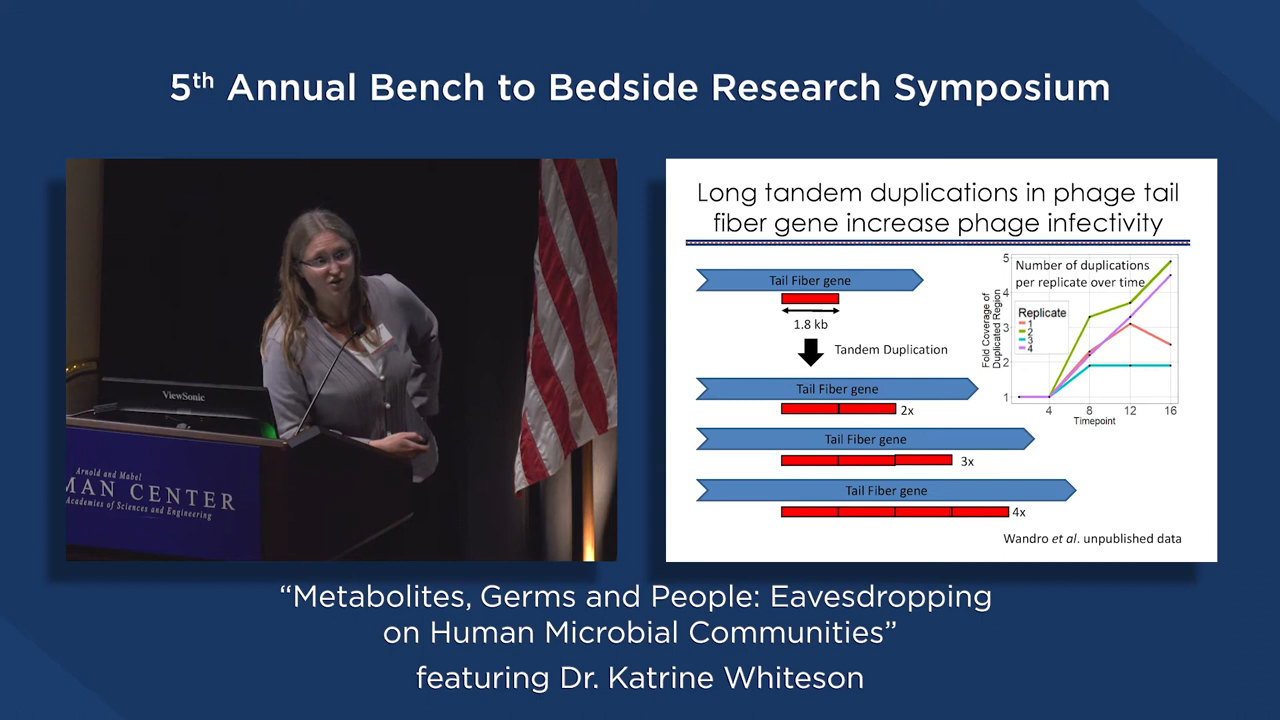 5th Annual Bench to Bedside Research Symposium
ViewSonic
Arnold and Mabel
MAN CENTER
Academies of Sciences and Engineering
Long tandem duplications in phage tail
fiber gene increase phage infectivity
Tail Fiber gene
1.8 kb
Tandem Duplication
Tail Fiber gene
2x
Tail Fiber gene
3x
Tail Fiber gene
4x
Number of duplications
per replicate over time
Fold Coverage of
Duplicated Region
5
4
3
2
1
Replicate
1
2
3
4
4 8 12 16
Timepoint
Wandro et al. unpublished data
“Metabolites, Germs and People: Eavesdropping
on Human Microbial Communities”
featuring Dr. Katrine Whiteson